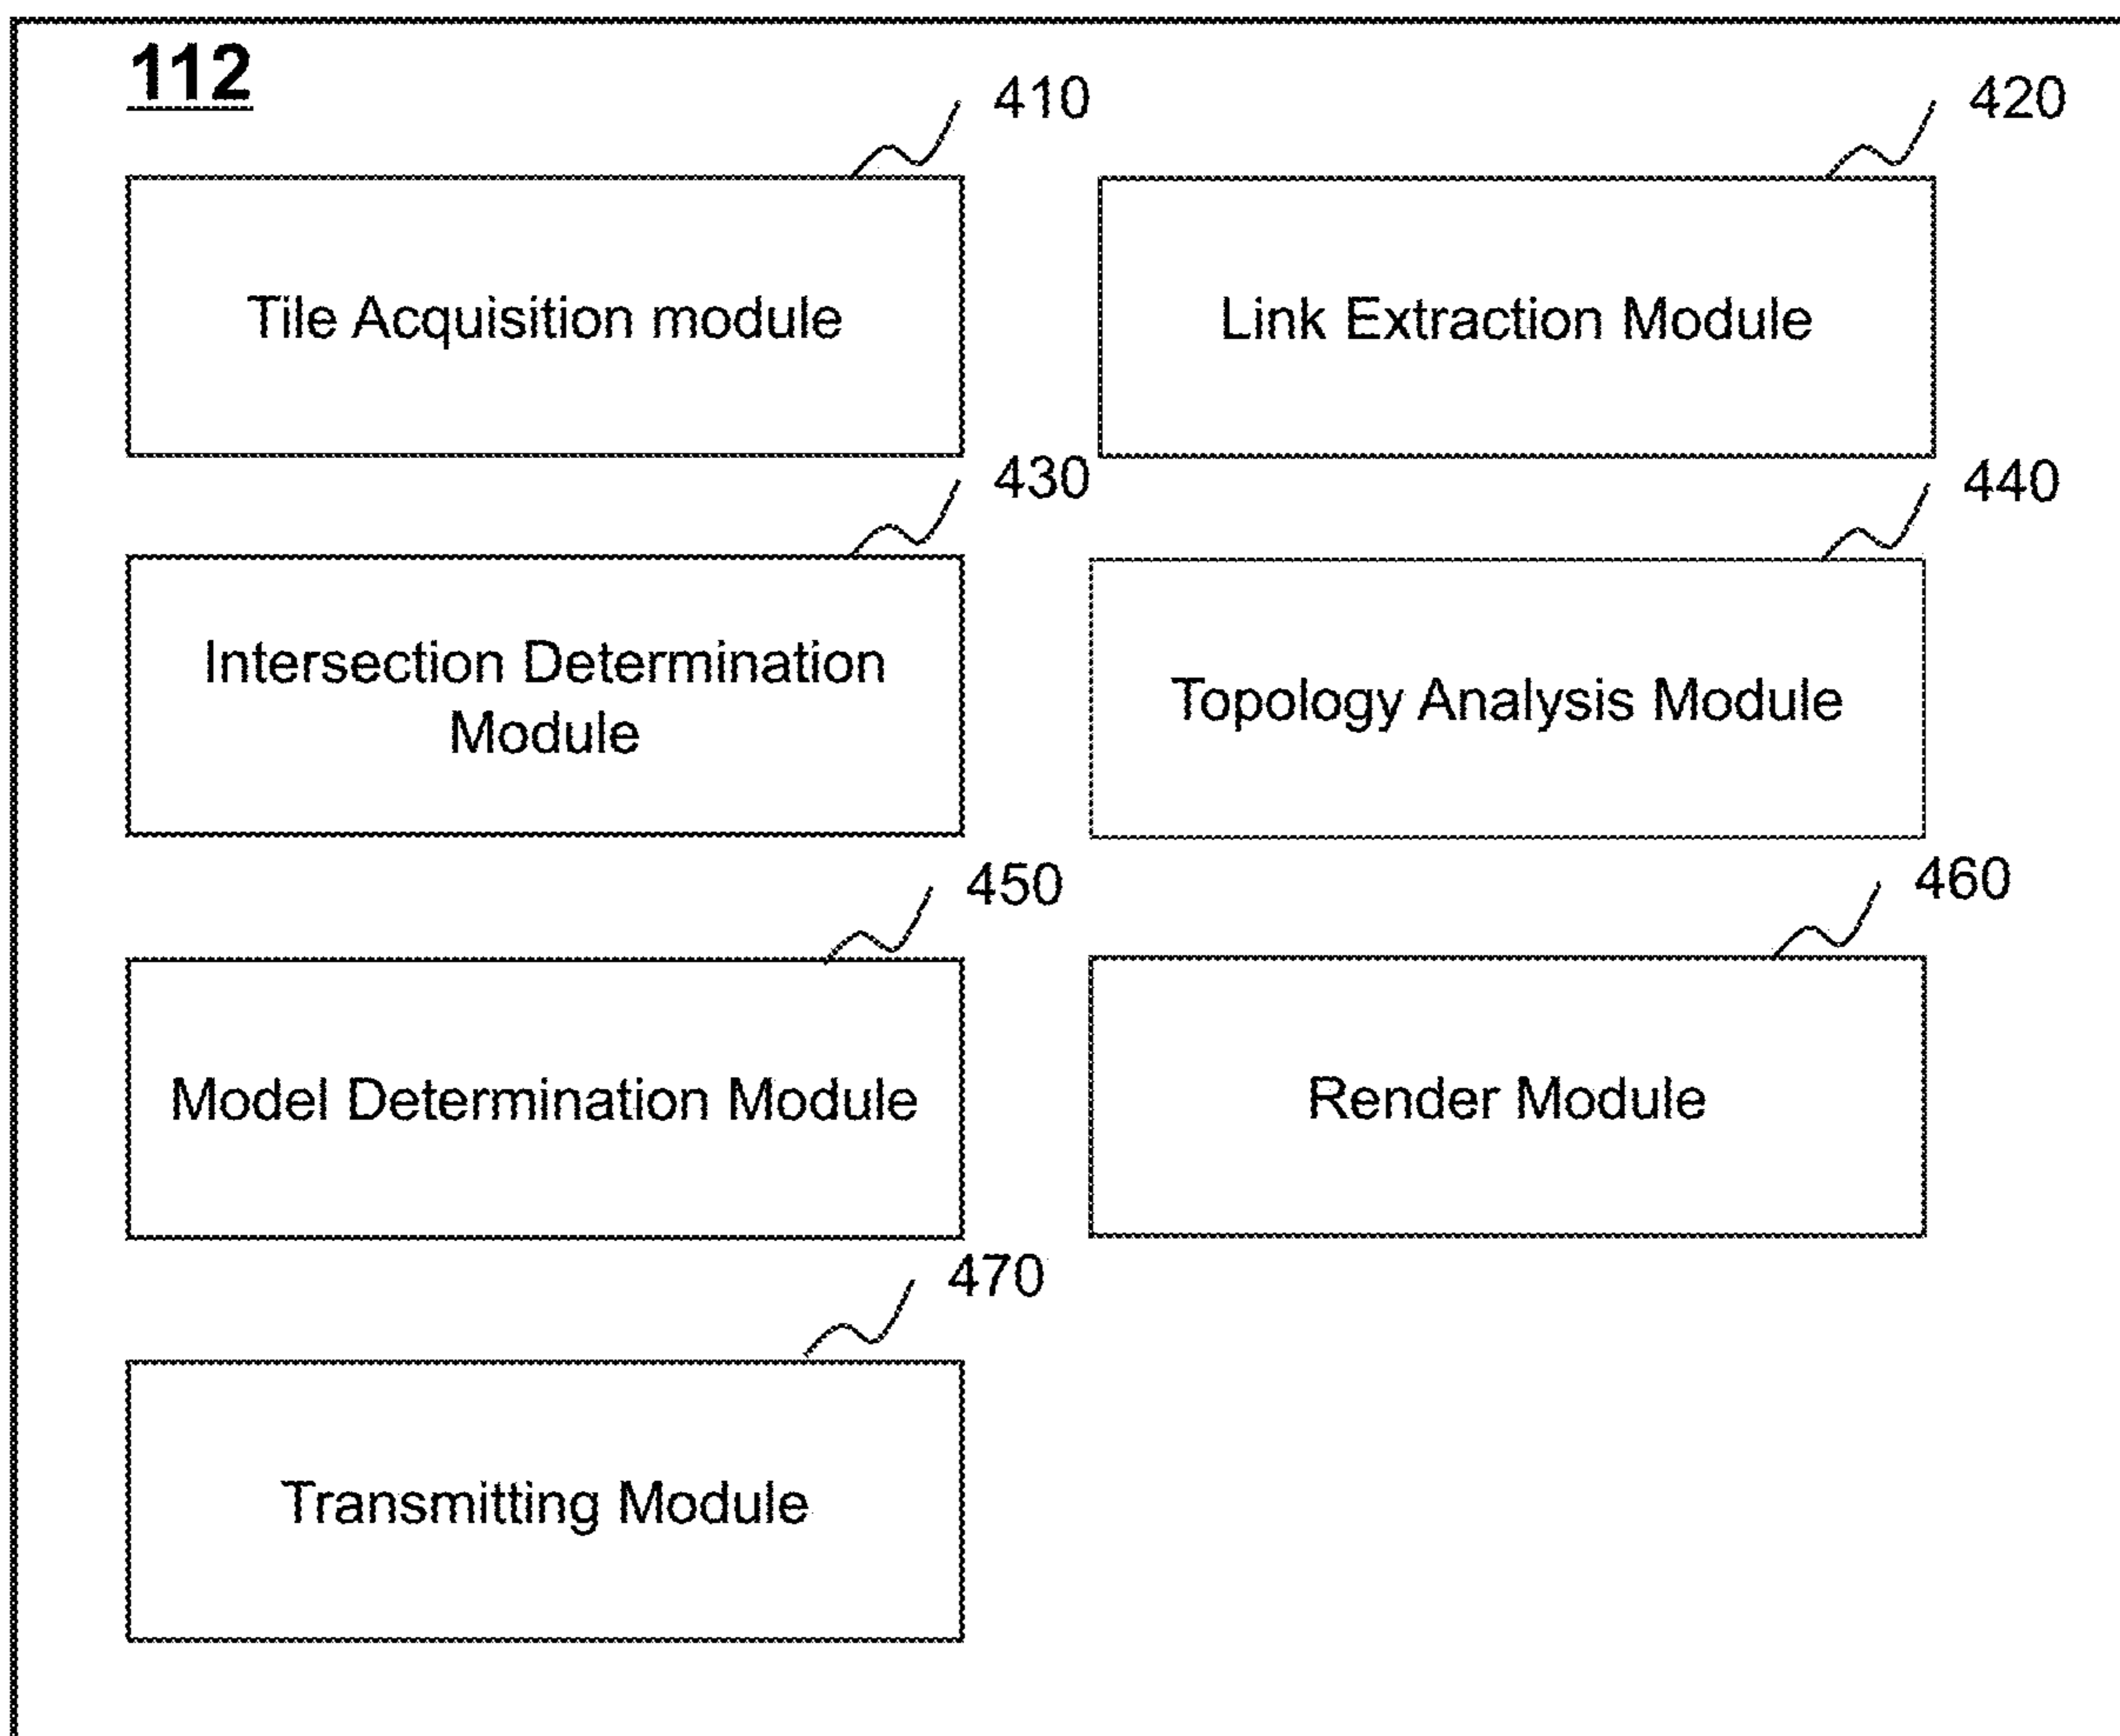 112
410
420
Tile Acquisition module
Link Extraction Module
430
440
Intersection Determination
Module
Topology Analysis Module
450
460
Model Determination Module
Render Module
470
Transmitting Module